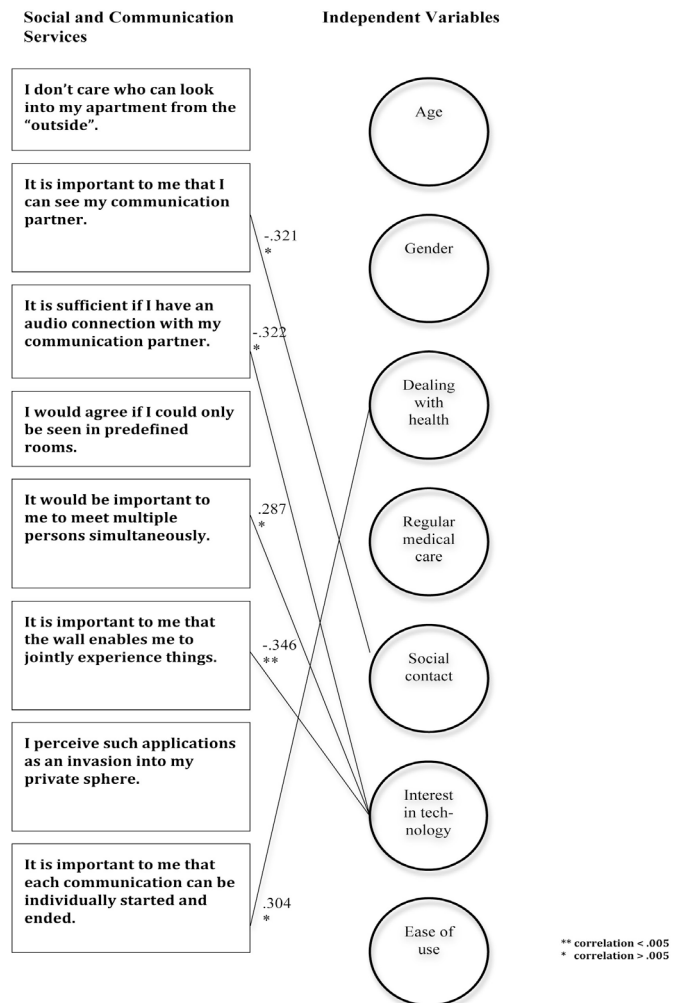 Social and Communication
Services
Independent Variables
I don't care who can look
into my apartment from the
"outside".
It is important to me that I
can see my communication
partner.
It is sufficient if I have an
audio connection with my
communication partner.
I would agree if I could only
be seen in predefined
rooms.
It would be important to
me to meet multiple
persons simultaneously.
It is important to me that
the wall enables me to
jointly experience things.
I perceive such applications
as an invasion into my
private sphere.
It is important to me that
each communication can be
individually started and
ended.
-.321
*
-.322
*
.287
*
-.346
**
.304
*
Age
Gender
Dealing
with
health
Regular
medical
care
Social
contact
Interest
in tech-
nology
Ease of
use
** correlation < .005
* correlation > .005